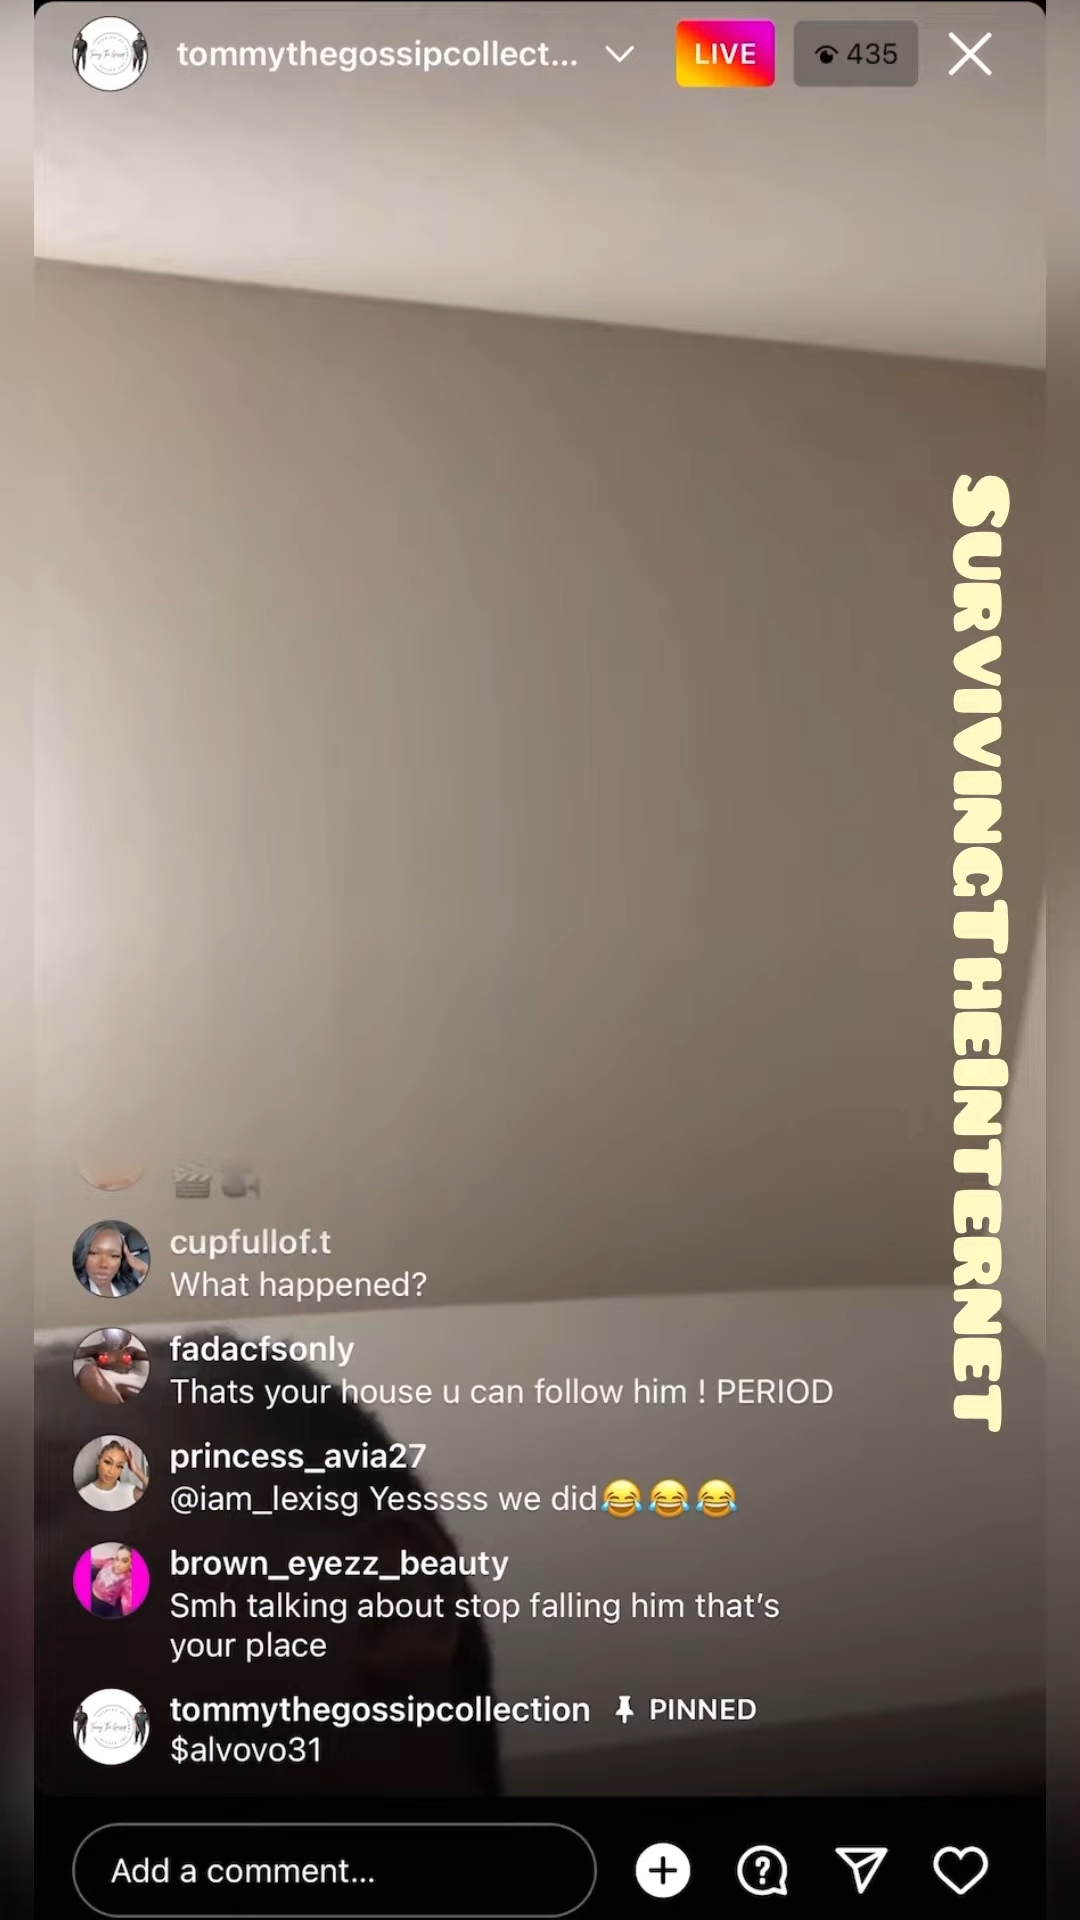 tommythegossipcollect...
LIVE
435
SURVIVINGTHEINTERNET
cupfullof.t
What happened?
fadacfsonly
Thats your house u can follow him ! PERIOD
princess_avia27
@iam_lexisg Yesssss we did😂😂😂
brown_eyezz_beauty
Smh talking about stop falling him that’s
your place
tommythegossipcollection PINNED
$alvovo31
Add a comment...